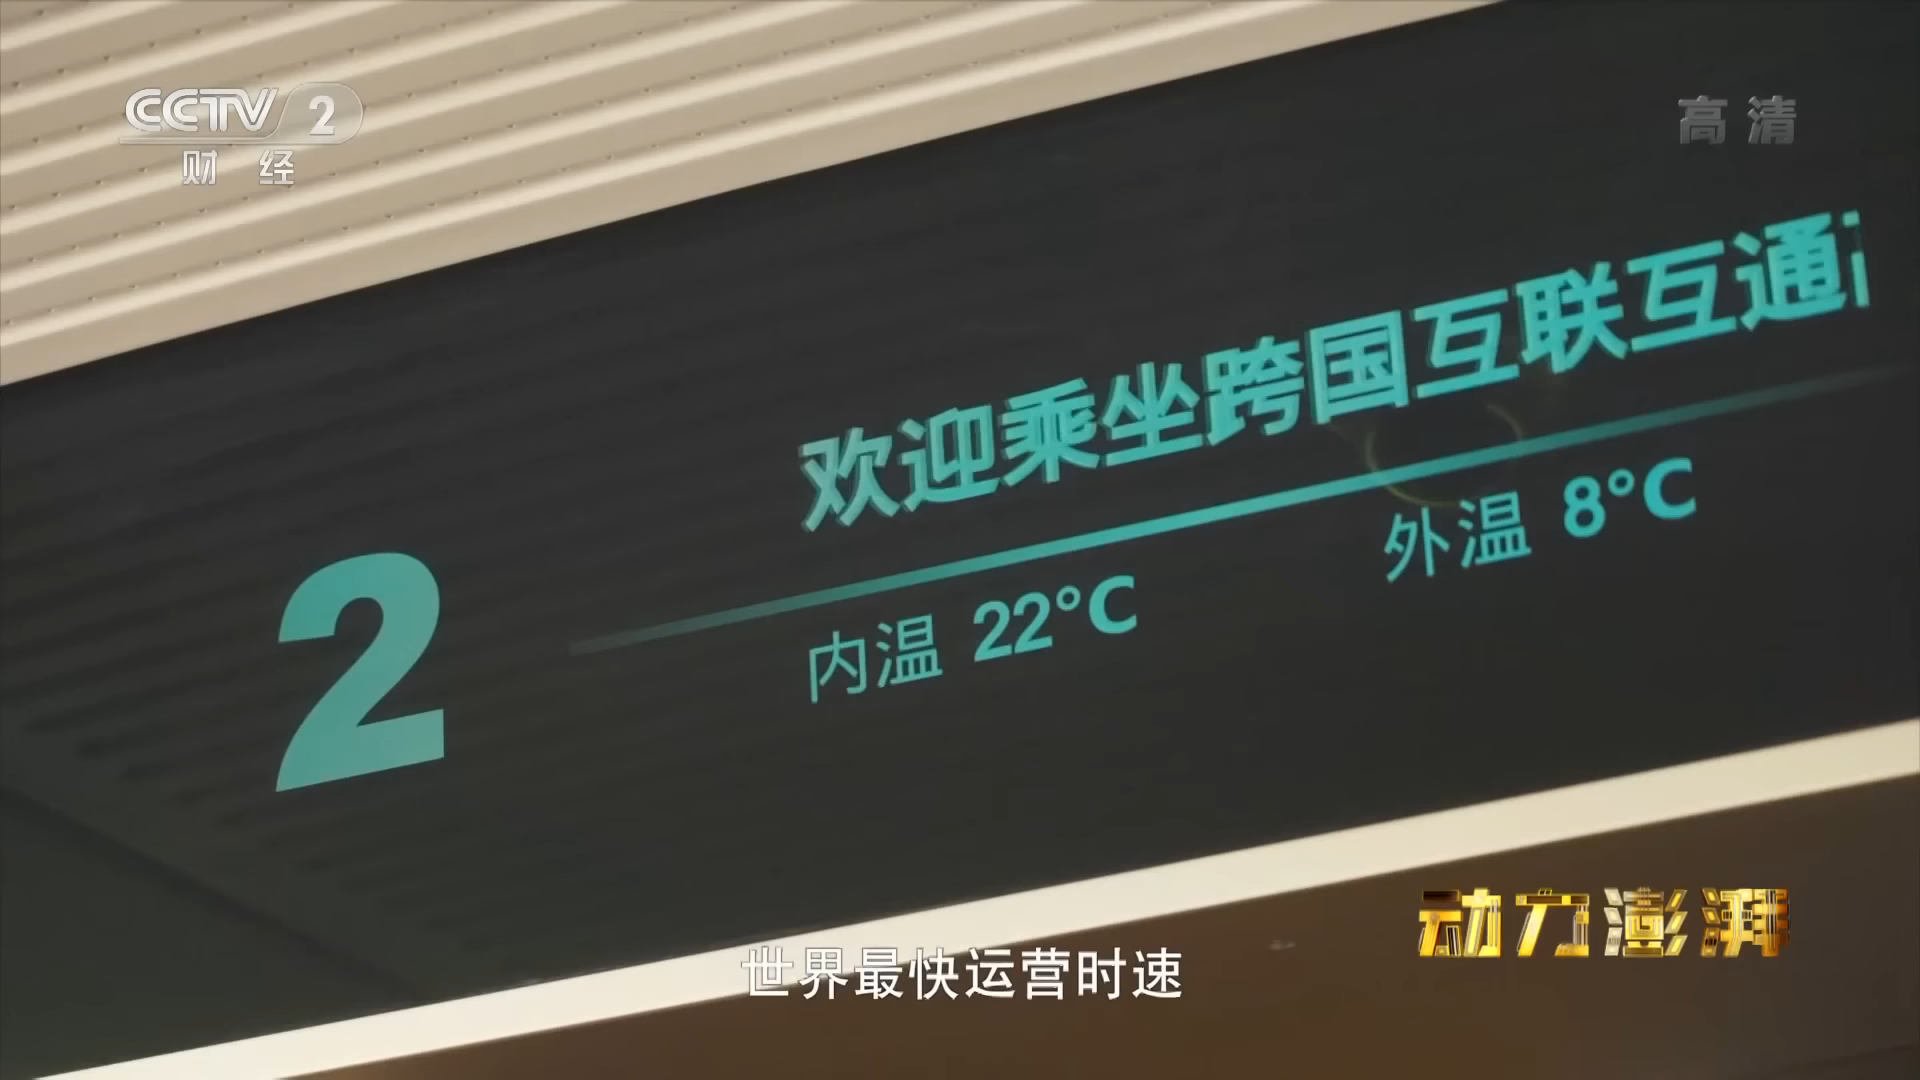 CCTV 2
财 经
高 清
欢迎乘坐跨国互联互通
2
内温 22°C
外温 8°C
动力澎湃
世界最快运营时速